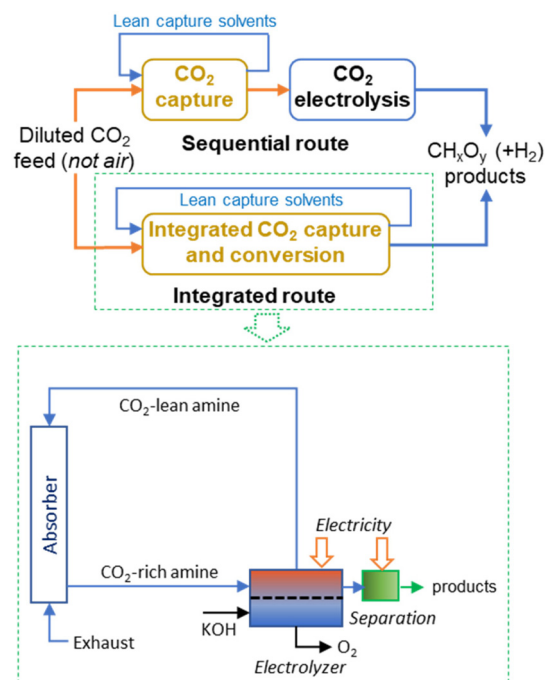 Lean capture solvents
CO₂
capture
CO₂
electrolysis
Diluted CO₂
feed (not air)
Sequential route
CHₓOᵧ (+H₂)
products
Lean capture solvents
Integrated CO₂ capture
and conversion
Integrated route
CO₂-lean amine
Absorber
Electricity
CO₂-rich amine
products
KOH
Separation
Exhaust
O₂
Electrolyzer